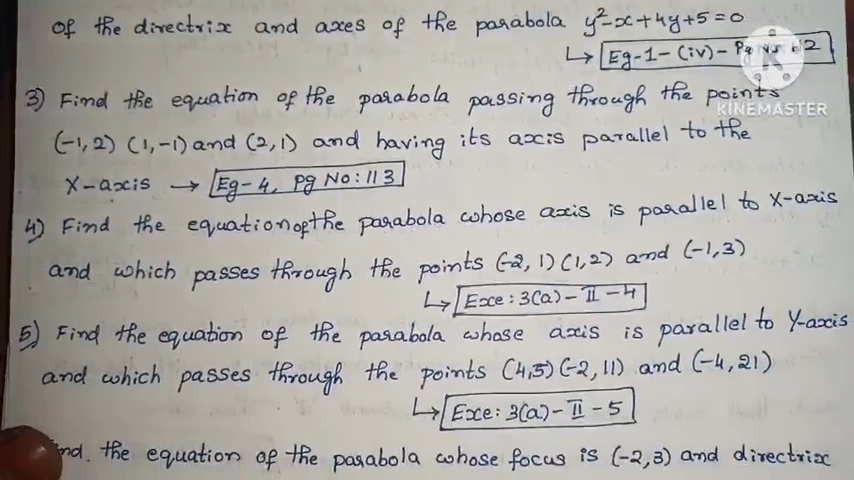 of the directrix and axes of the parabola y²-x+4y+5=0
↳ Eg-1-(iv)-Pg
KINEMASTER
3) Find the equation of the parabola passing through the points
(-1,2) (1,-1) and (2,1) and having its axis parallel to the
X-axis → Eg-4, Pg No: 113
4) Find the equation of the parabola whose axis is parallel to X-axis
and which passes through the points (-2,1) (1,2) and (-1,3)
↳ Exe: 3(a)-II-4
5) Find the equation of the parabola whose axis is parallel to Y-axis
and which passes through the points (4,5) (-2,11) and (-4,21)
↳ Exe: 3(a)-II-5
the equation of the parabola whose focus is (-2,3) and directrix